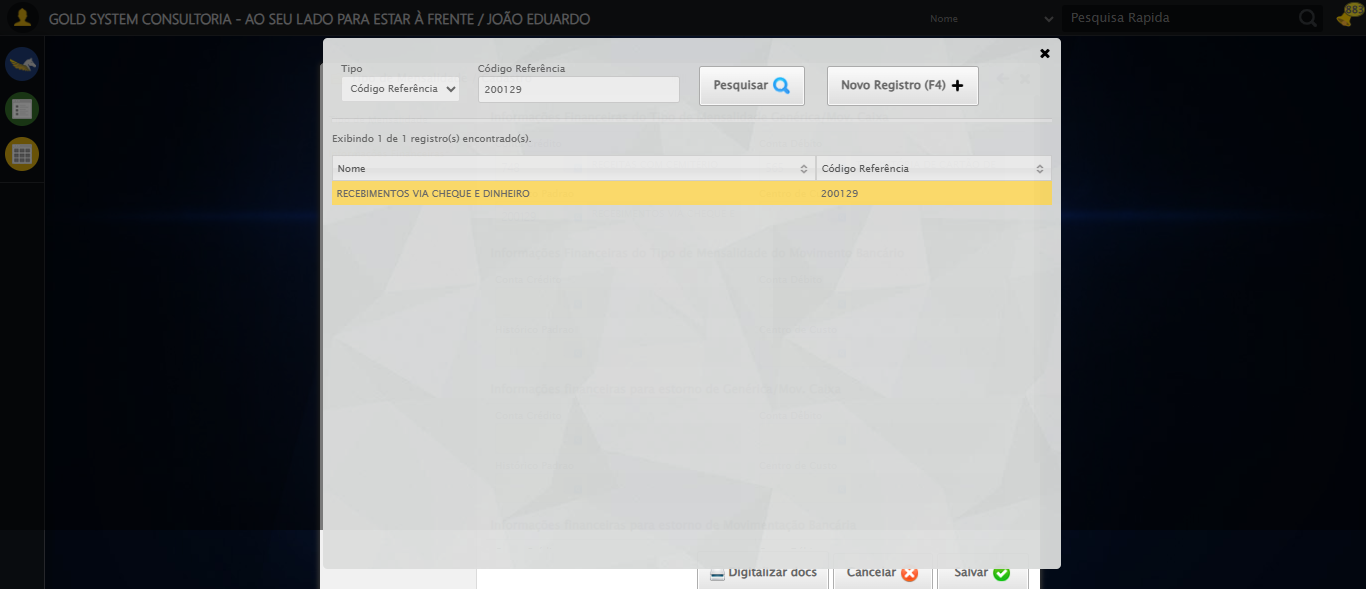 GOLD SYSTEM CONSULTORIA - AO SEU LADO PARA ESTAR À FRENTE / JOÃO EDUARDO
Nome
Pesquisa Rapida
883
Tipo
Código Referência
Código Referência
200129
Pesquisar
Novo Registro (F4)
Exibindo 1 de 1 registro(s) encontrado(s).
Nome
Código Referência
RECEBIMENTOS VIA CHEQUE E DINHEIRO
200129
Digitalizar docs
Cancelar
Salvar